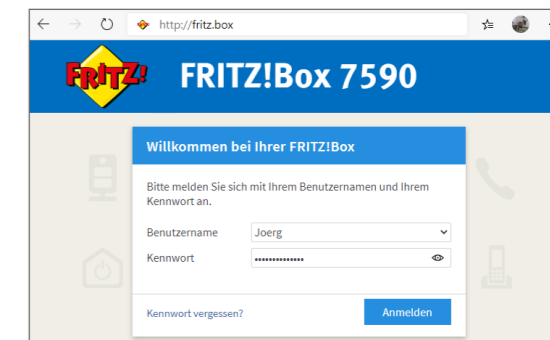 http://fritz.box
FRITZ!
FRITZ!Box 7590
Willkommen bei Ihrer FRITZ!Box
Bitte melden Sie sich mit Ihrem Benutzernamen und Ihrem
Kennwort an.
Benutzername Joerg
Kennwort ••••••••••••••
Kennwort vergessen? Anmelden